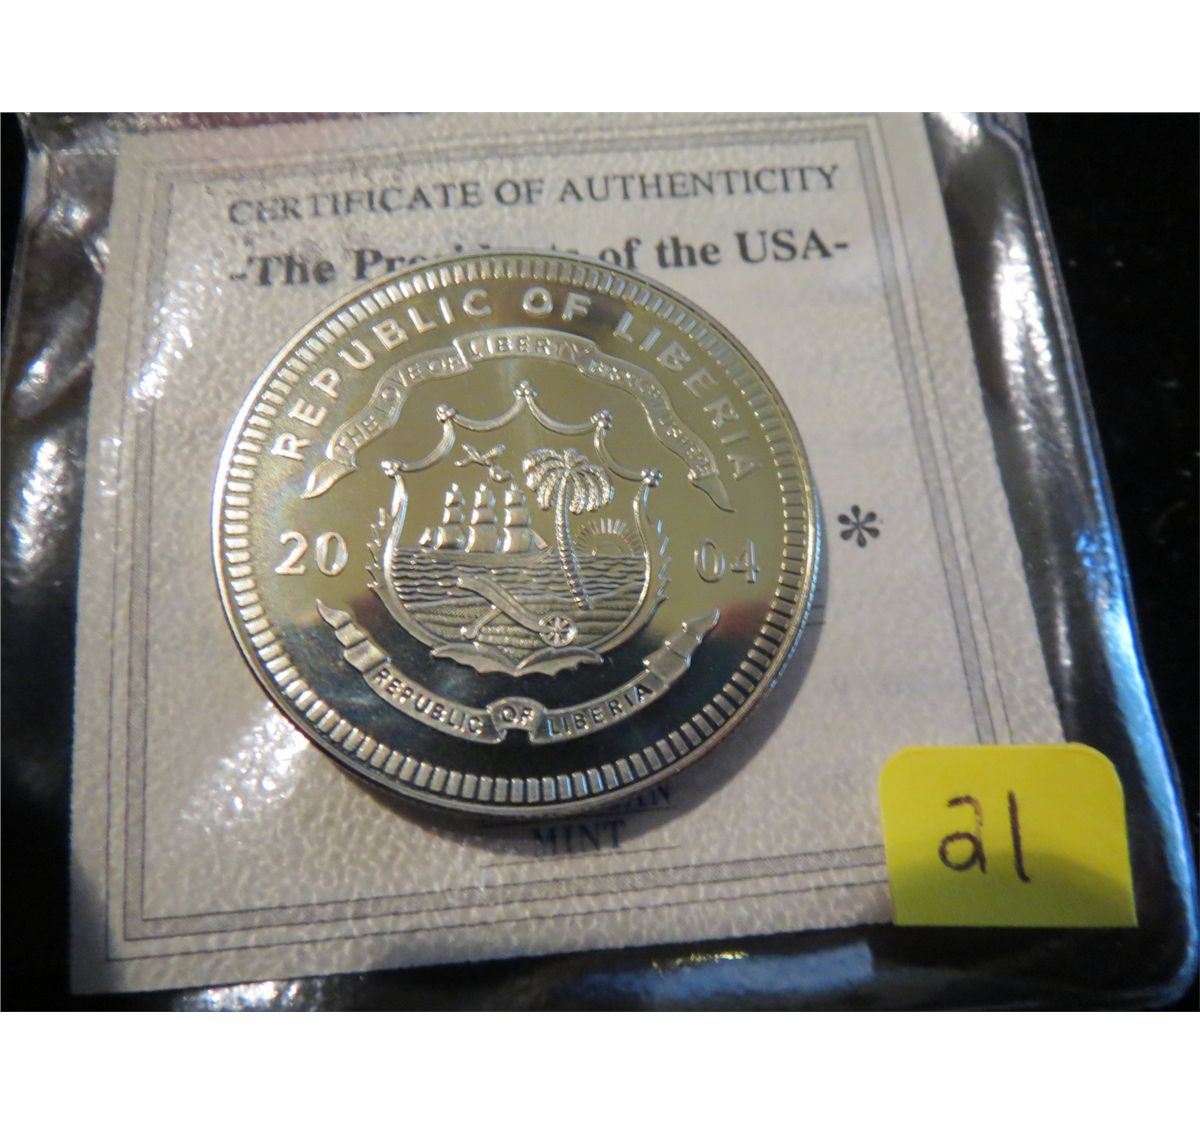 CERTIFICATE OF AUTHENTICITY
-The Presidents of the USA-
REPUBLIC OF LIBERIA
THE LOVE OF LIBERTY BROUGHT US HERE
20 04
REPUBLIC OF LIBERIA
*
MINT
21